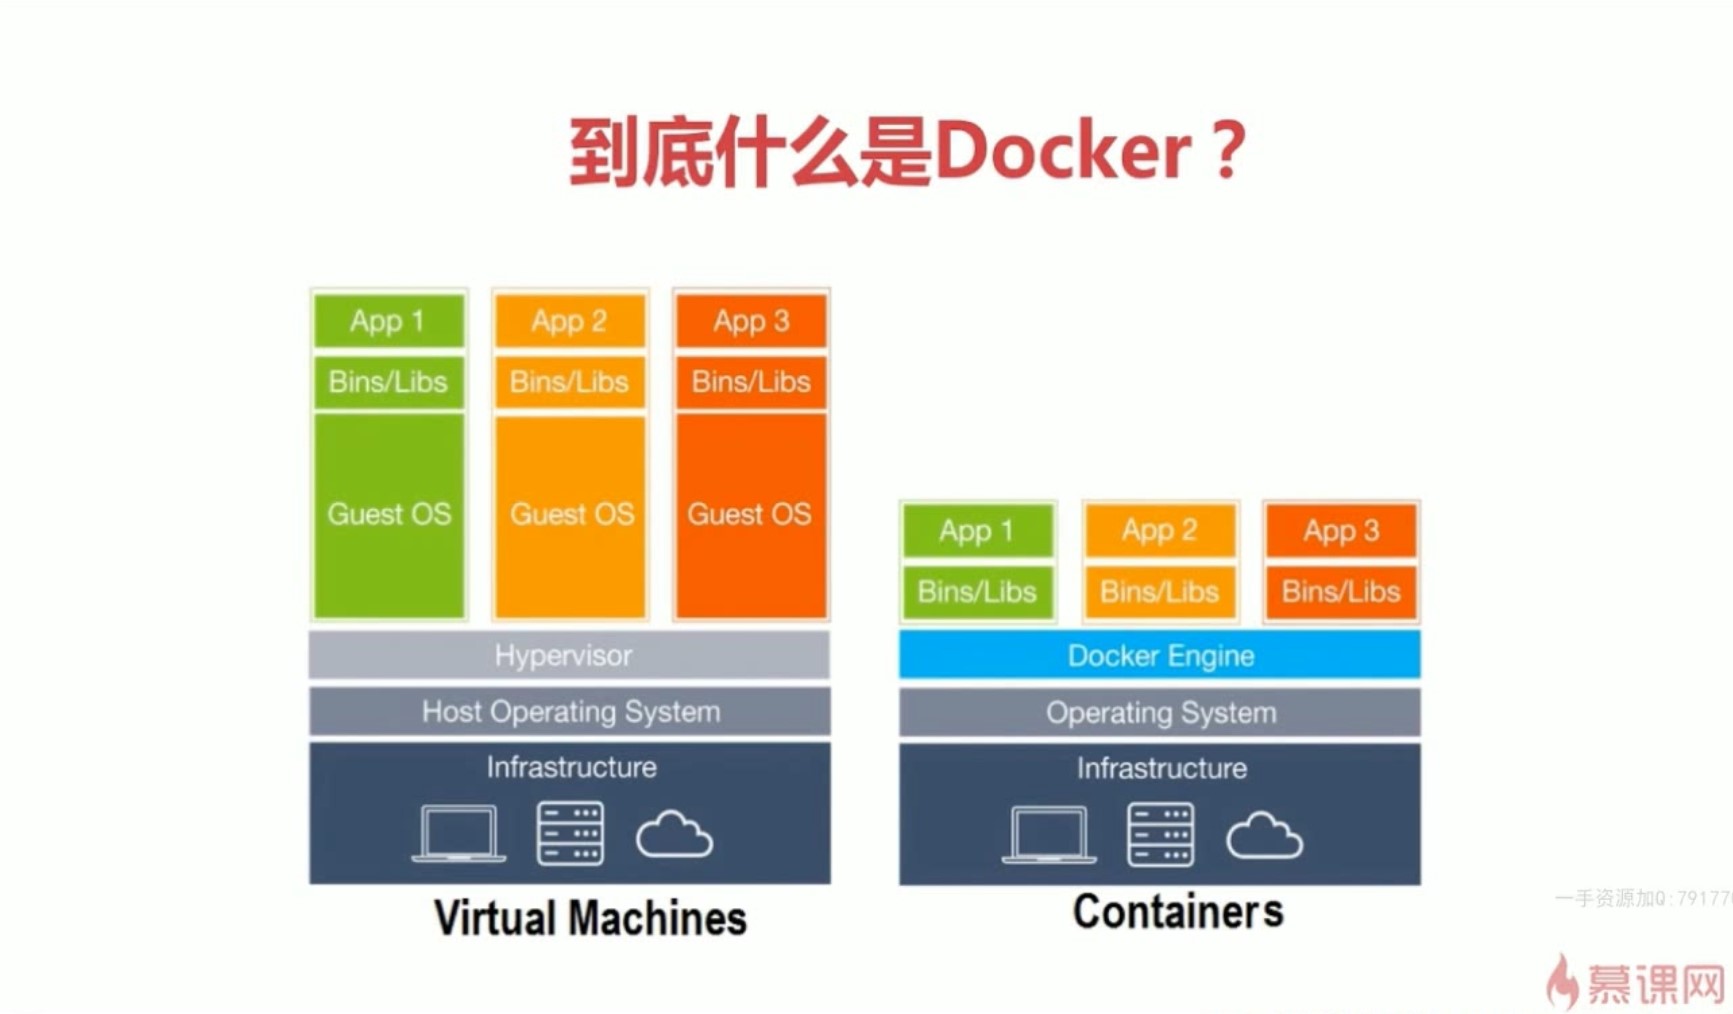 到底什么是Docker？
App 1
App 2
App 3
Bins/Libs
Bins/Libs
Bins/Libs
Guest OS
Guest OS
Guest OS
Hypervisor
Host Operating System
Infrastructure
Virtual Machines
App 1
App 2
App 3
Bins/Libs
Bins/Libs
Bins/Libs
Docker Engine
Operating System
Infrastructure
Containers
一手资源加Q:79177
慕课网